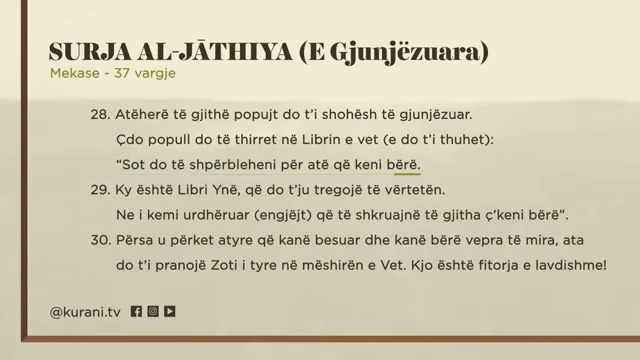 SURJA AL-JĀTHIYA (E Gjunjëzuara)
Mekase - 37 vargje
28. Atëherë të gjithë popujt do t’i shohësh të gjunjëzuar.
Çdo popull do të thirret në Librin e vet (e do t’i thuhet):
“Sot do të shpërbleheni për atë që keni bërë.
29. Ky është Libri Ynë, që do t’ju tregojë të vërtetën.
Ne i kemi urdhëruar (engjëjt) që të shkruajnë të gjitha ç’keni bërë”.
30. Përsa u përket atyre që kanë besuar dhe kanë bërë vepra të mira, ata
do t’i pranojë Zoti i tyre në mëshirën e Vet. Kjo është fitorja e lavdishme!
@kurani.tv